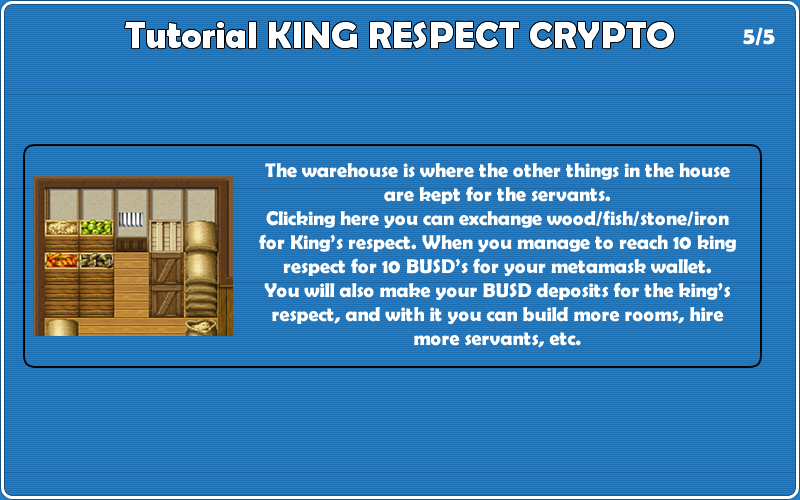 Tutorial KING RESPECT CRYPTO
5/5
The warehouse is where the other things in the house
are kept for the servants.
Clicking here you can exchange wood/fish/stone/iron
for King's respect. When you manage to reach 10 king
respect for 10 BUSD's for your metamask wallet.
You will also make your BUSD deposits for the king's
respect, and with it you can build more rooms, hire
more servants, etc.